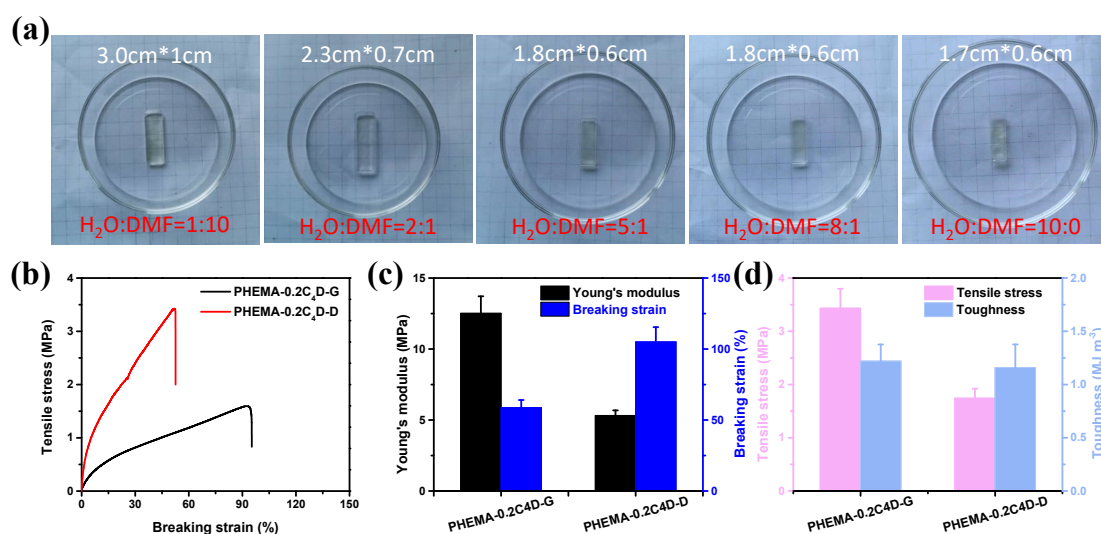 (a)
3.0cm*1cm
2.3cm*0.7cm
1.8cm*0.6cm
1.8cm*0.6cm
1.7cm*0.6cm
H₂O:DMF=1:10
H₂O:DMF=2:1
H₂O:DMF=5:1
H₂O:DMF=8:1
H₂O:DMF=10:0
(b)
PHEMA-0.2C₄D-G
PHEMA-0.2C₄D-D
Tensile stress (MPa)
4
3
2
1
0
0
30
60
90
120
150
Breaking strain (%)
(c)
Young's modulus
Breaking strain
Young's modulus (MPa)
15
10
5
0
150
100
50
0
Breaking strain (%)
PHEMA-0.2C4D-G
PHEMA-0.2C4D-D
(d)
Tensile stress
Toughness
Tensile stress (MPa)
4
3
2
1
0
2.0
1.5
1.0
0.5
0.0
Toughness (MJ m⁻³)
PHEMA-0.2C4D-G
PHEMA-0.2C4D-D